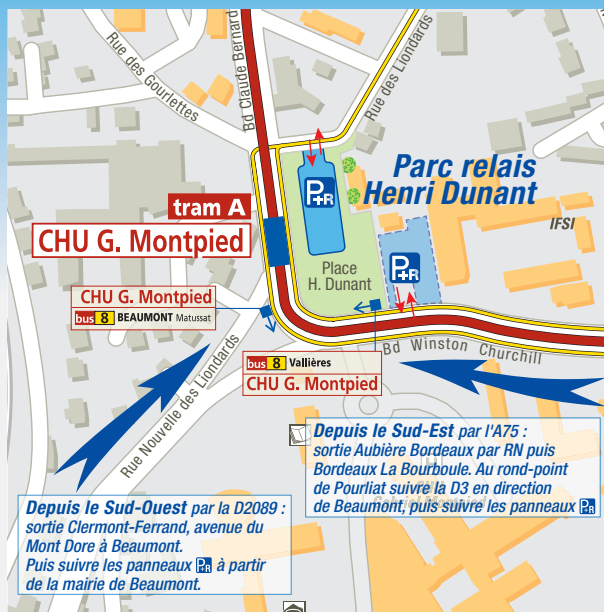 Rue des Gourlettes
Bd Claude Bernard
Rue des Liondards
Parc relais
Henri Dunant
P+R
tram A
CHU G. Montpied
IFSI
Place
H. Dunant
P+R
CHU G. Montpied
bus 8 BEAUMONT Matussat
bus 8 Vallières
CHU G. Montpied
Bd Winston Churchill
Rue Nouvelle des Liondards
Depuis le Sud-Est par l'A75 :
sortie Aubière Bordeaux par RN puis
Bordeaux La Bourboule. Au rond-point
de Pourliat suivre la D3 en direction
de Beaumont, puis suivre les panneaux P+R
Depuis le Sud-Ouest par la D2089 :
sortie Clermont-Ferrand, avenue du
Mont Dore à Beaumont.
Puis suivre les panneaux P+R à partir
de la mairie de Beaumont.